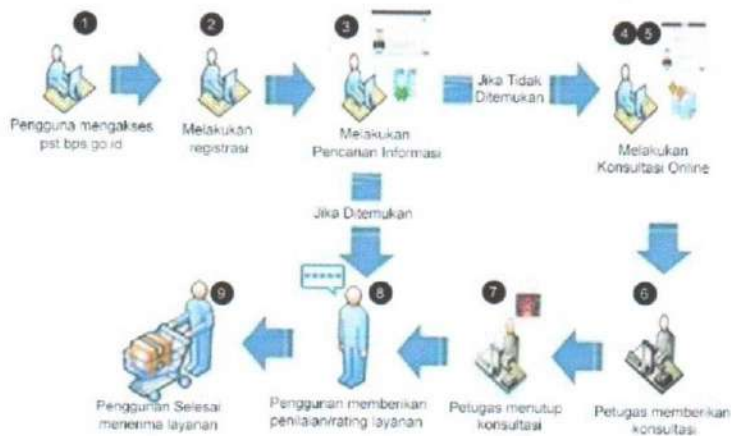 1
Pengguna mengakses
pst.bps.go.id
2
Melakukan
registrasi
3
Melakukan
Pencarian Informasi
Jika Tidak
Ditemukan
4 5
Melakukan
Konsultasi Online
Jika Ditemukan
6
Petugas memberikan
konsultasi
7
Petugas menutup
konsultasi
8
Penggunan memberikan
penilaian/rating layanan
9
Penggunan Selesai
menerima layanan